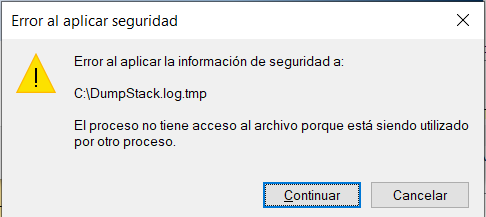 Error al aplicar seguridad
Error al aplicar la información de seguridad a:
C:\DumpStack.log.tmp
El proceso no tiene acceso al archivo porque está siendo utilizado
por otro proceso.
Continuar
Cancelar